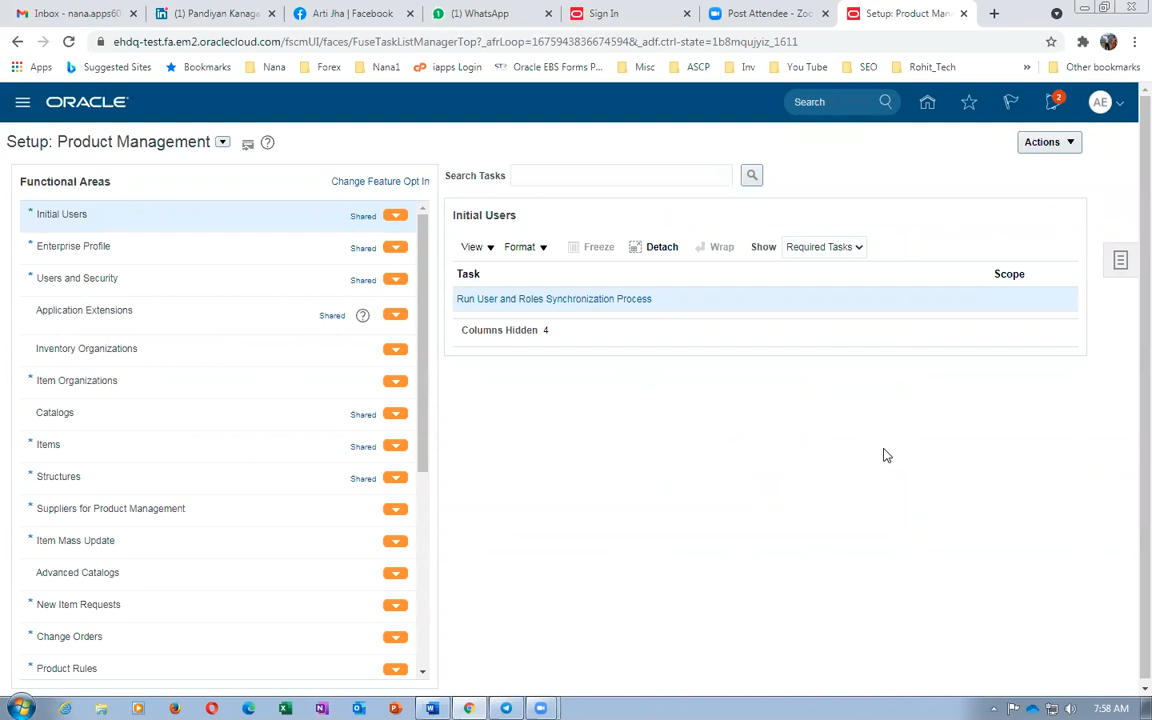 Inbox - nana.apps60
(1) Pandiyan Kanaga
Arti Jha | Facebook
(1) WhatsApp
Sign In
Post Attendee - Zoo
Setup: Product Man
ehdq-test.fa.em2.oraclecloud.com/fscmUI/faces/FuseTaskListManagerTop?_afrLoop=1675943836674594&_adf.ctrl-state=1b8mqujyiz_1611
Apps
Suggested Sites
Bookmarks
Nana
Forex
Nana1
iapps Login
Oracle EBS Forms P...
Misc
ASCP
Inv
You Tube
SEO
Rohit_Tech
»
Other bookmarks
ORACLE
Search
2
AE
Setup: Product Management
Actions
Functional Areas
Change Feature Opt In
Search Tasks
* Initial Users Shared
* Enterprise Profile Shared
* Users and Security Shared
Application Extensions Shared
Inventory Organizations
* Item Organizations
Catalogs Shared
* Items Shared
* Structures Shared
* Suppliers for Product Management
* Item Mass Update
Advanced Catalogs
* New Item Requests
* Change Orders
* Product Rules
Initial Users
View Format Freeze Detach Wrap Show Required Tasks
Task Scope
Run User and Roles Synchronization Process
Columns Hidden 4
7:58 AM